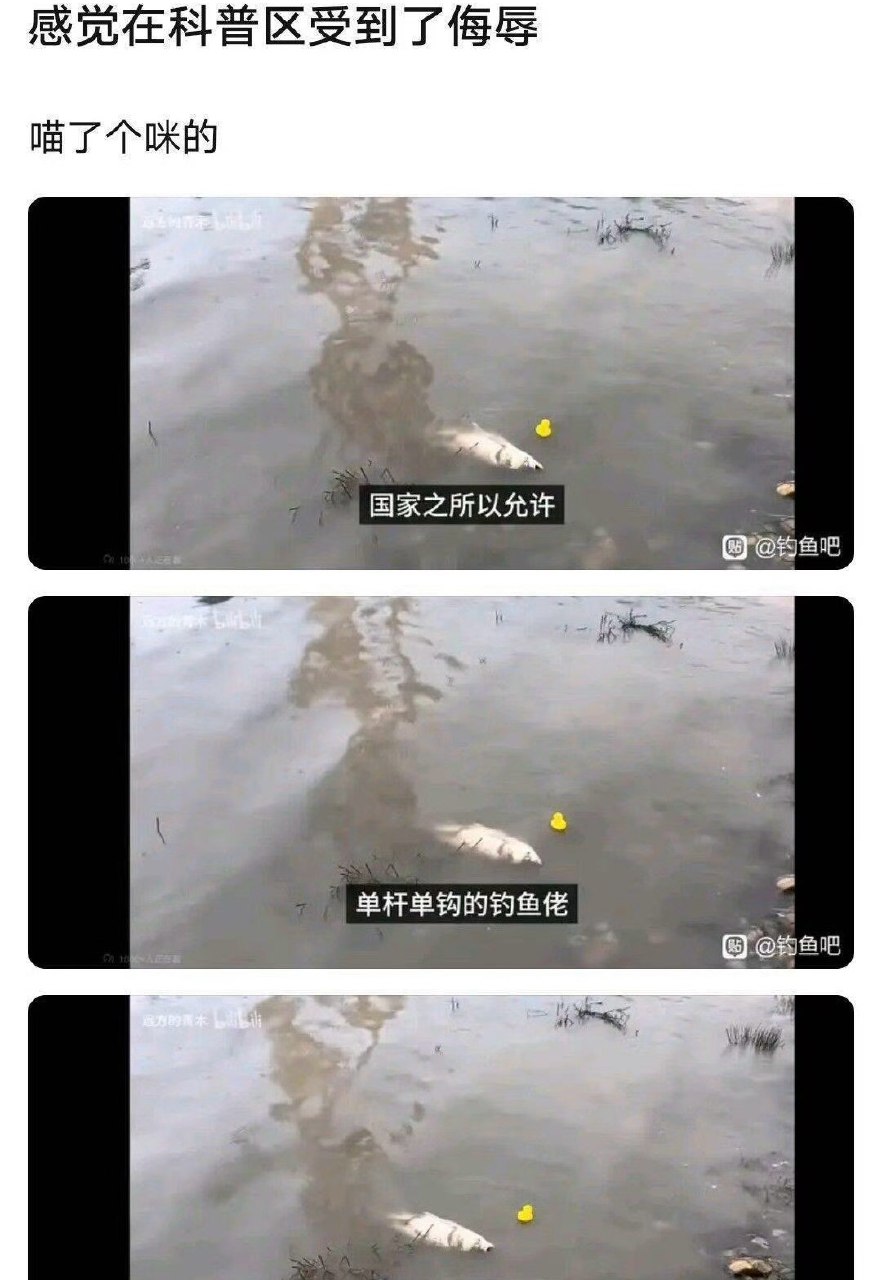 感觉在科普区受到了侮辱
喵了个咪的
远方的青木 bilibili
国家之所以允许
贴 @钓鱼吧
远方的青木 bilibili
单杆单钩的钓鱼佬
贴 @钓鱼吧
远方的青木 bilibili